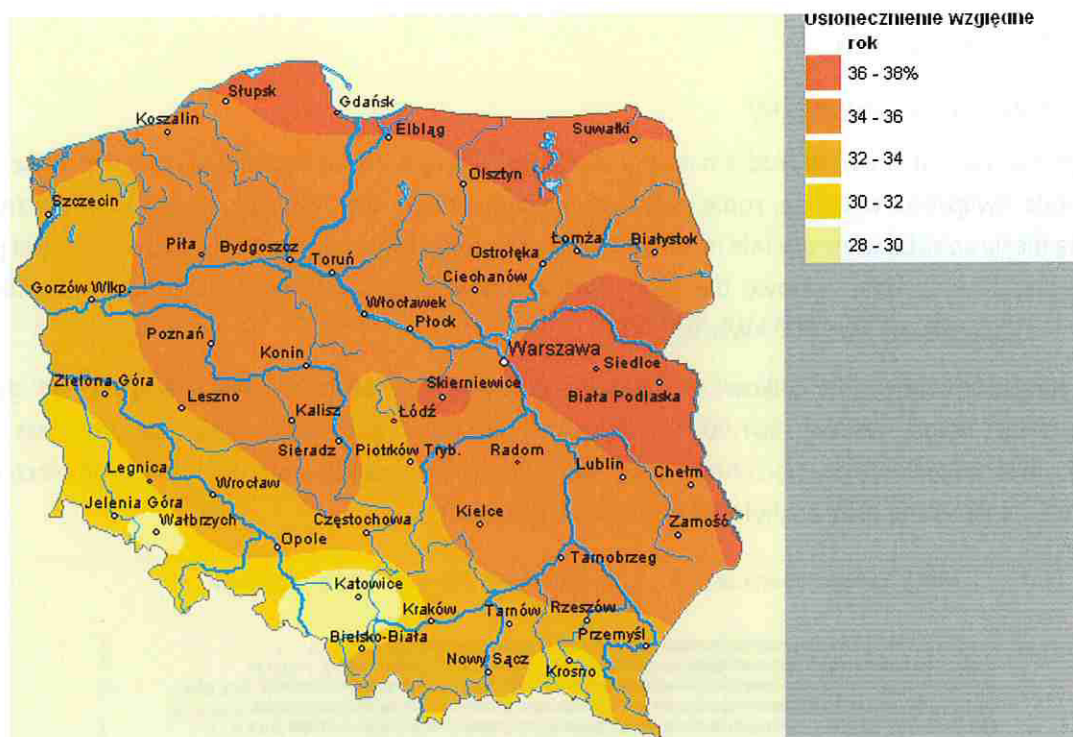 Usłonecznienie względne
rok
36 - 38%
34 - 36
32 - 34
30 - 32
28 - 30
Słupsk
Gdańsk
Koszalin
Elbląg
Suwałki
Olsztyn
Szczecin
Piła
Bydgoszcz
Toruń
Ostrołęka
Łomża
Białystok
Ciechanów
Gorzów Wlkp.
Włocławek
Płock
Poznań
Konin
Warszawa
Siedlce
Zielona Góra
Leszno
Skierniewice
Biała Podlaska
Kalisz
Łódź
Sieradz
Piotrków Tryb.
Radom
Lublin
Chełm
Legnica
Wrocław
Jelenia Góra
Wałbrzych
Częstochowa
Kielce
Zamość
Opole
Tarnobrzeg
Katowice
Kraków
Tarnów
Rzeszów
Bielsko-Biała
Przemyśl
Nowy Sącz
Krosno